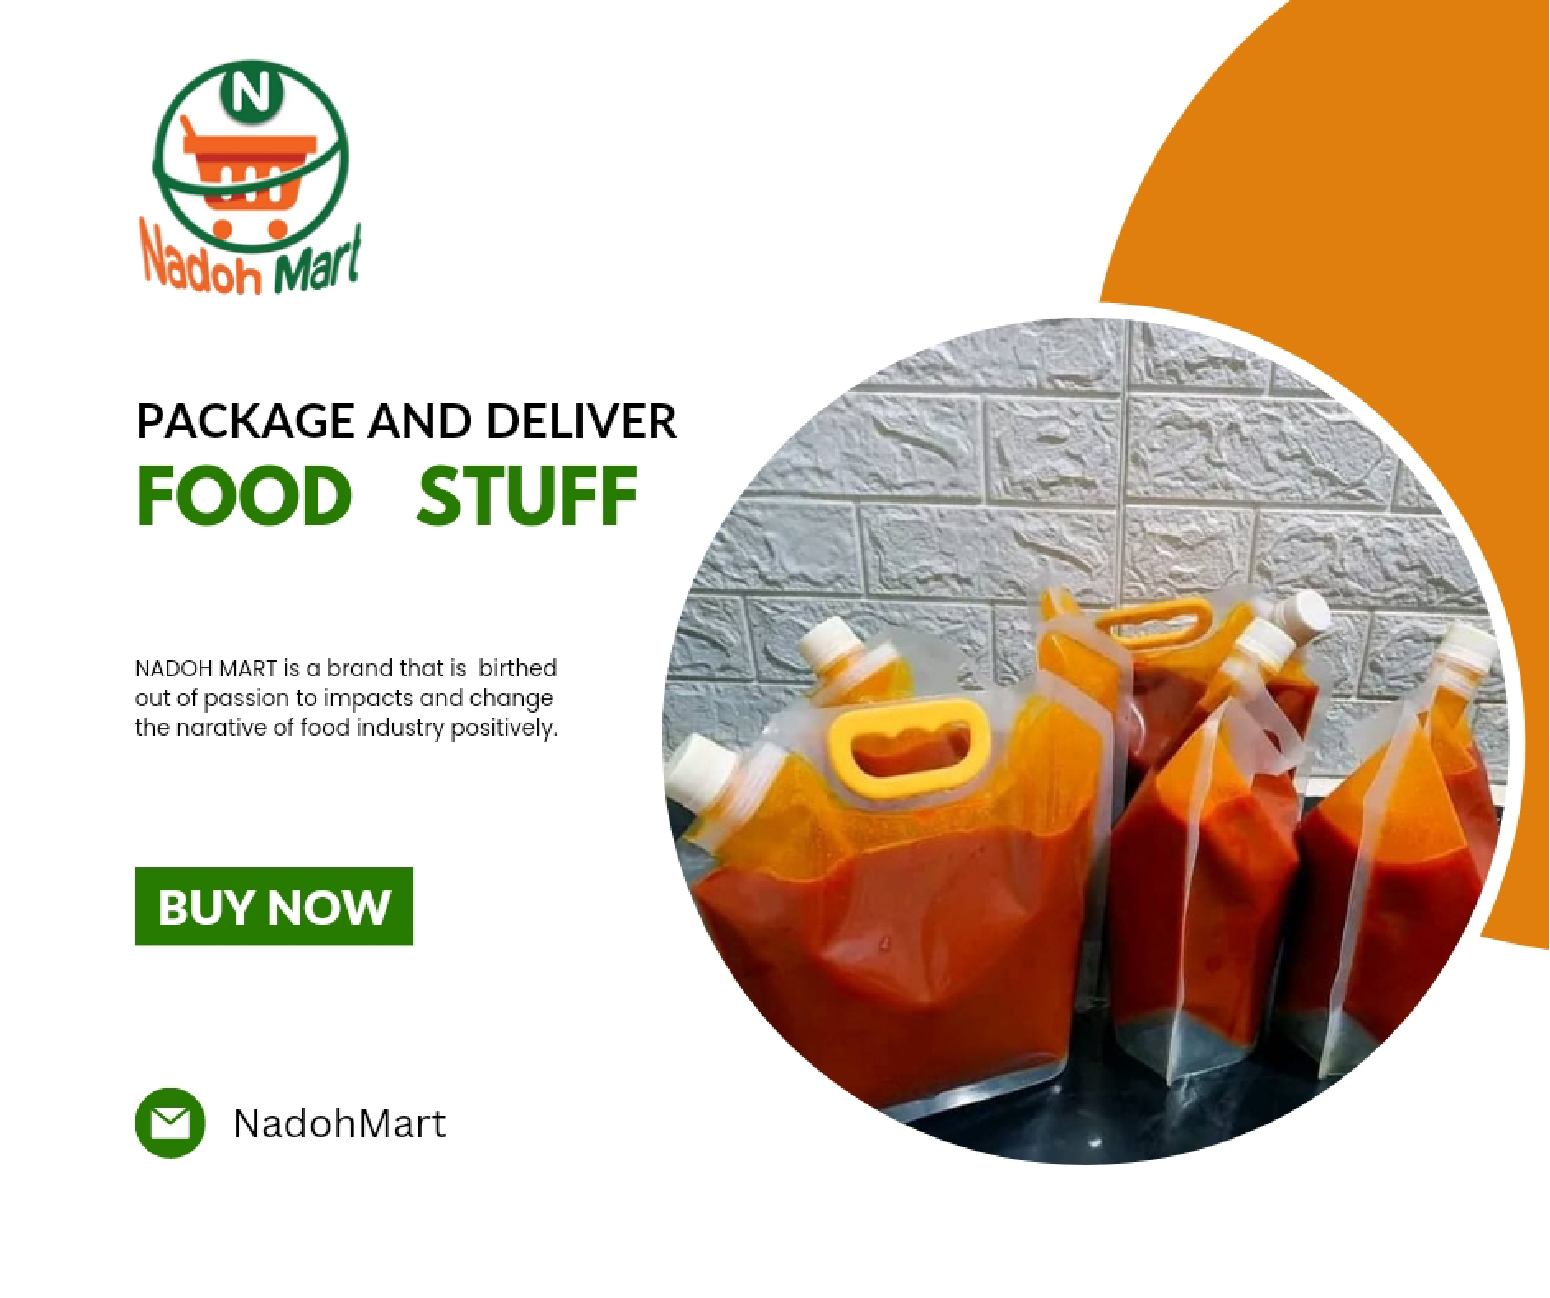 N
Nadoh Mart
PACKAGE AND DELIVER
FOOD STUFF
NADOH MART is a brand that is birthed
out of passion to impacts and change
the narative of food industry positively.
BUY NOW
NadohMart